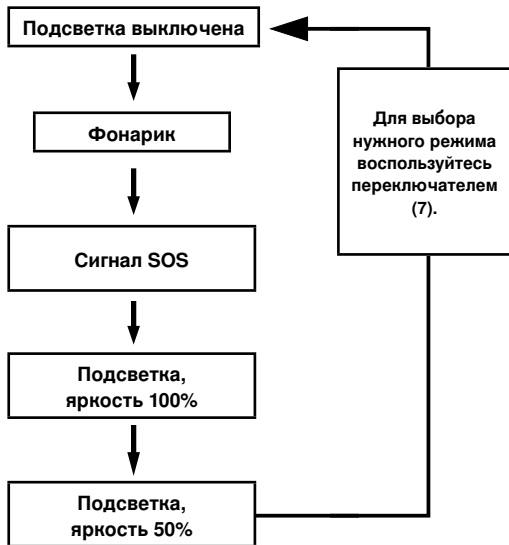 Подсветка выключена
Фонарик
Сигнал SOS
Подсветка,
яркость 100%
Подсветка,
яркость 50%
Для выбора
нужного режима
воспользуйтесь
переключателем
(7).